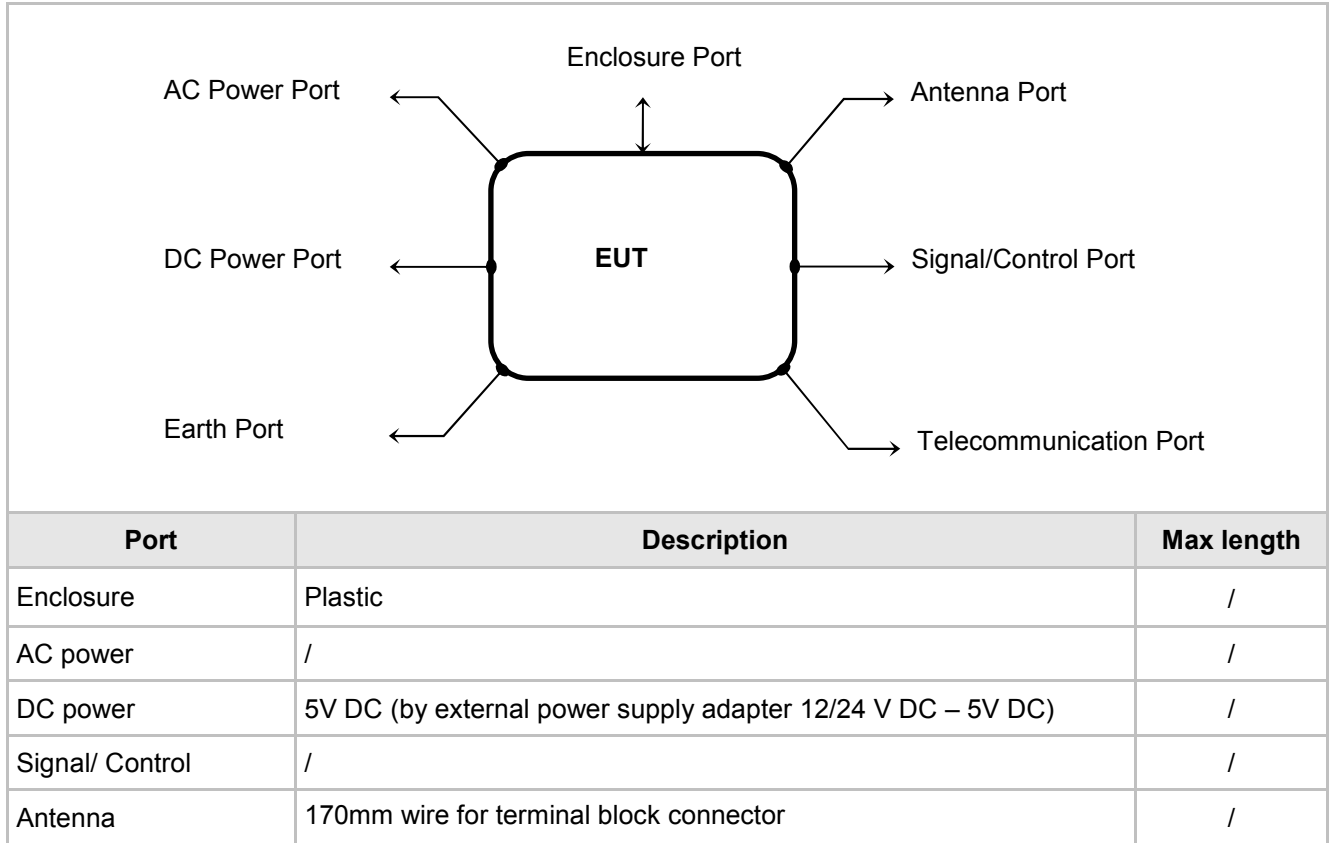 Enclosure Port
AC Power Port
Antenna Port
DC Power Port
EUT
Signal/Control Port
Earth Port
Telecommunication Port
Port Description Max length
Enclosure Plastic /
AC power / /
DC power 5V DC (by external power supply adapter 12/24 V DC – 5V DC) /
Signal/ Control / /
Antenna 170mm wire for terminal block connector /